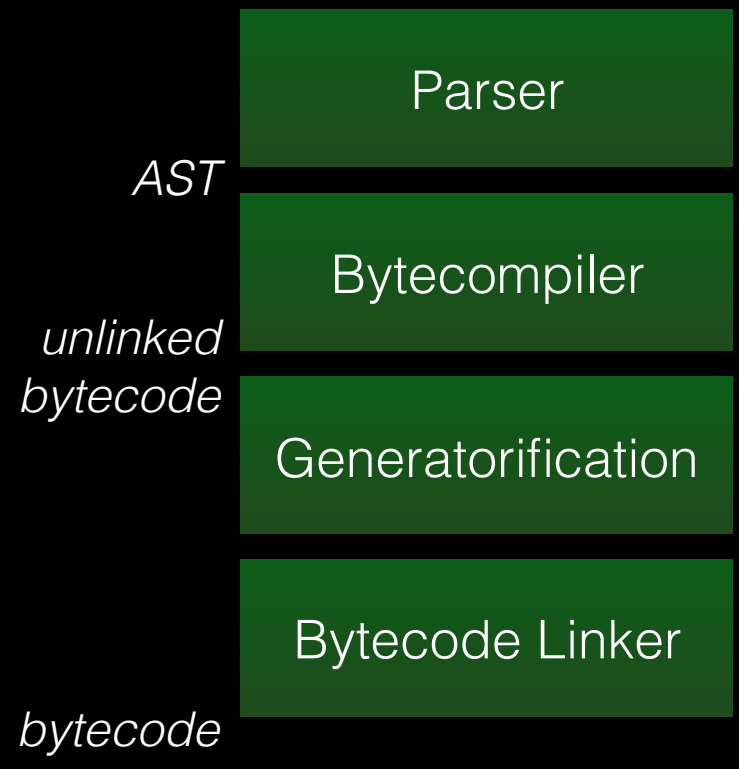 Parser
AST
Bytecompiler
unlinked
bytecode
Generatorification
Bytecode Linker
bytecode